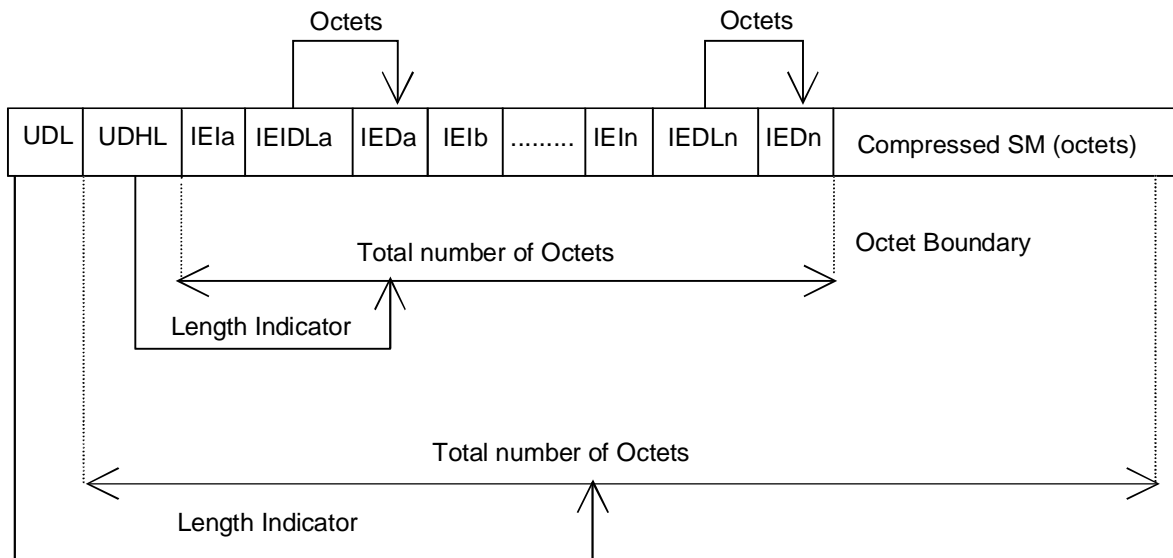 Octets Octets
UDL UDHL IEIa IEIDLa IEDa IEIb ......... IEIn IEDLn IEDn Compressed SM (octets)
Total number of Octets Octet Boundary
Length Indicator
Total number of Octets
Length Indicator